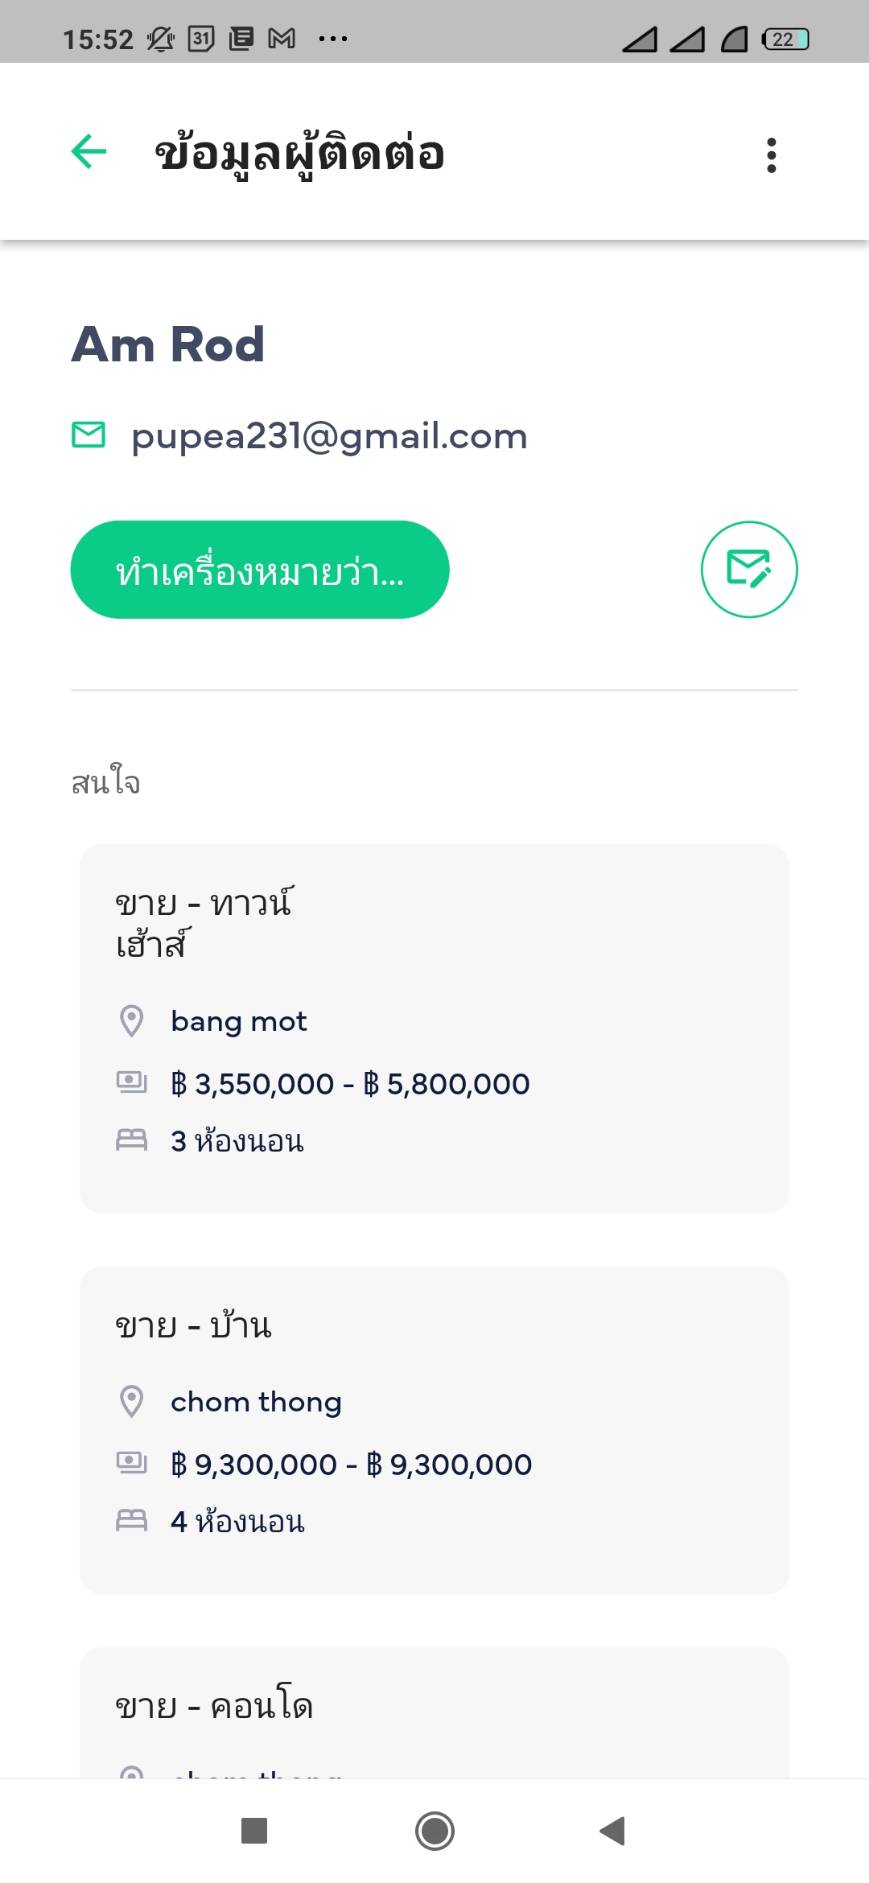 15:52
31
22
ข้อมูลผู้ติดต่อ
Am Rod
pupea231@gmail.com
ทำเครื่องหมายว่า...
สนใจ
ขาย - ทาวน์
เฮ้าส์
bang mot
฿ 3,550,000 - ฿ 5,800,000
3 ห้องนอน
ขาย - บ้าน
chom thong
฿ 9,300,000 - ฿ 9,300,000
4 ห้องนอน
ขาย - คอนโด